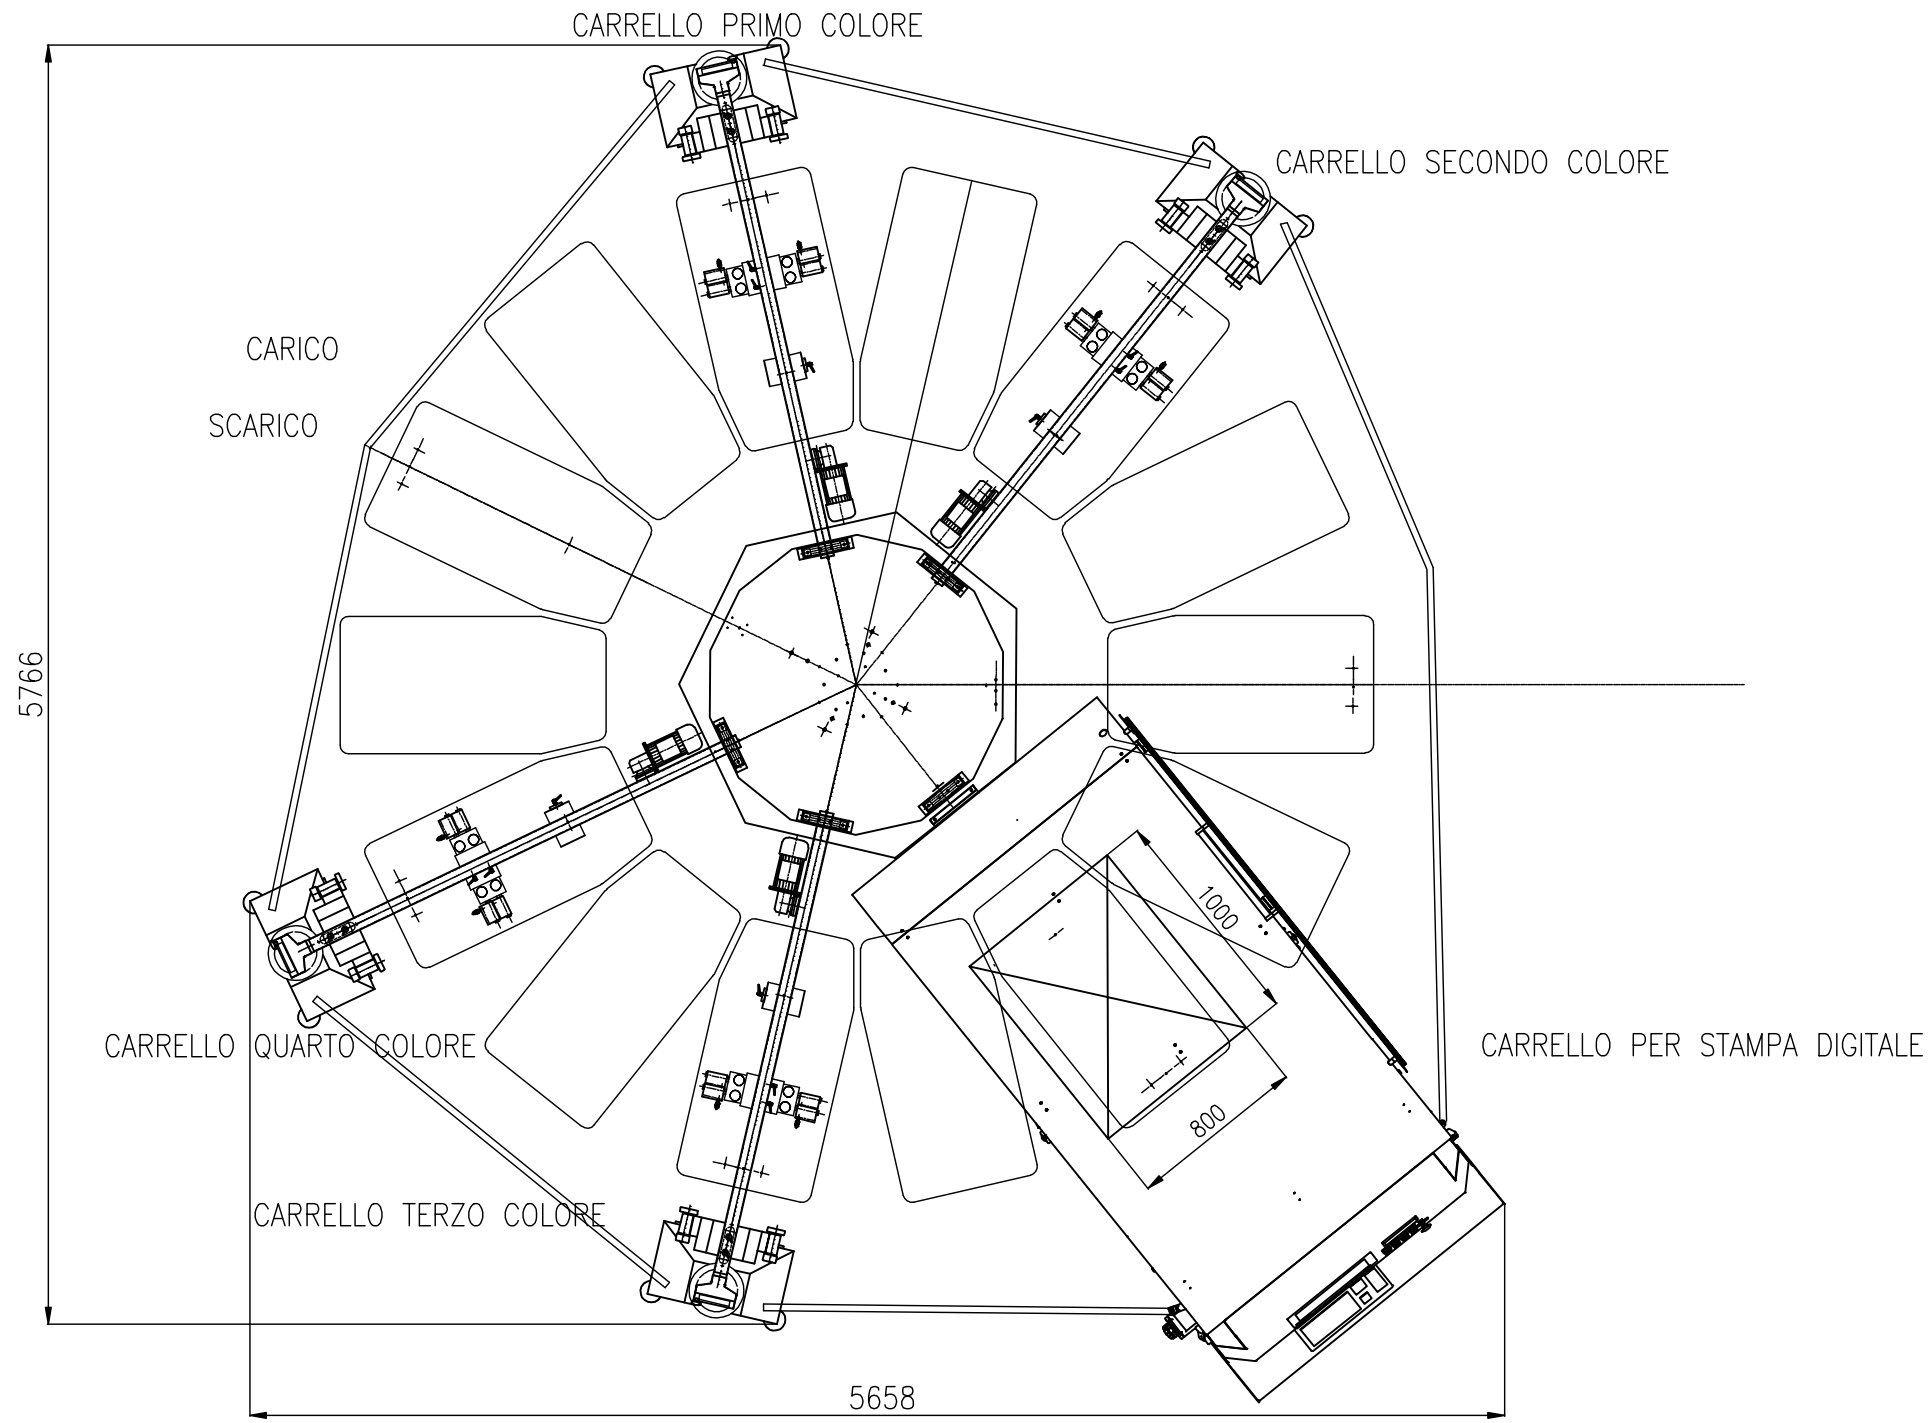 CARRELLO PRIMO COLORE
CARRELLO SECONDO COLORE
CARICO
SCARICO
5766
1000
CARRELLO QUARTO COLORE
CARRELLO PER STAMPA DIGITALE
800
CARRELLO TERZO COLORE
5658